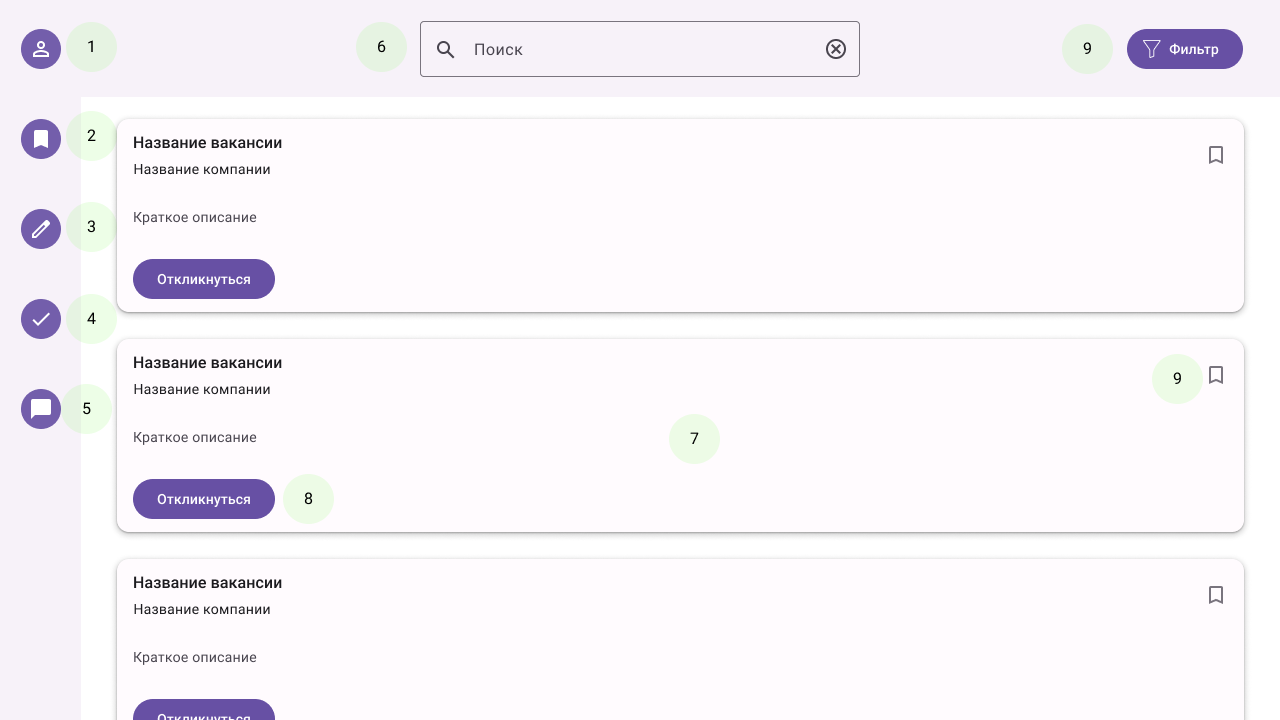 1
6
Поиск
9
Фильтр
2
Название вакансии
Название компании
3
Краткое описание
Откликнуться
4
Название вакансии
9
Название компании
5
Краткое описание
7
Откликнуться
8
Название вакансии
Название компании
Краткое описание
Откликнуться